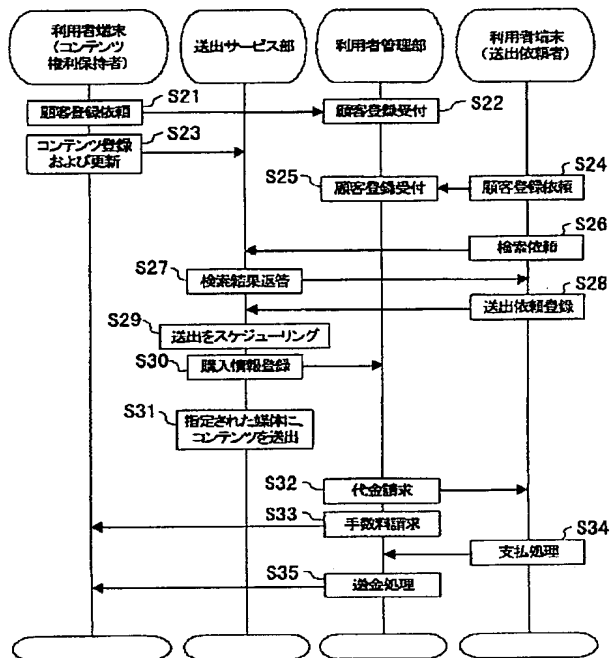 利用者端末
（コンテンツ
権利保持者）
送出サービス部
利用者管理部
利用者端末
（送出依頼者）
S21
顧客登録依頼
S22
顧客登録受付
S23
コンテンツ登録
および更新
S24
顧客登録依頼
S25
顧客登録受付
S26
検索依頼
S27
検索結果返答
S28
送出依頼登録
S29
送出をスケジューリング
S30
購入情報登録
S31
指定された媒体に、
コンテンツを送出
S32
代金請求
S33
手数料請求
S34
支払処理
S35
送金処理